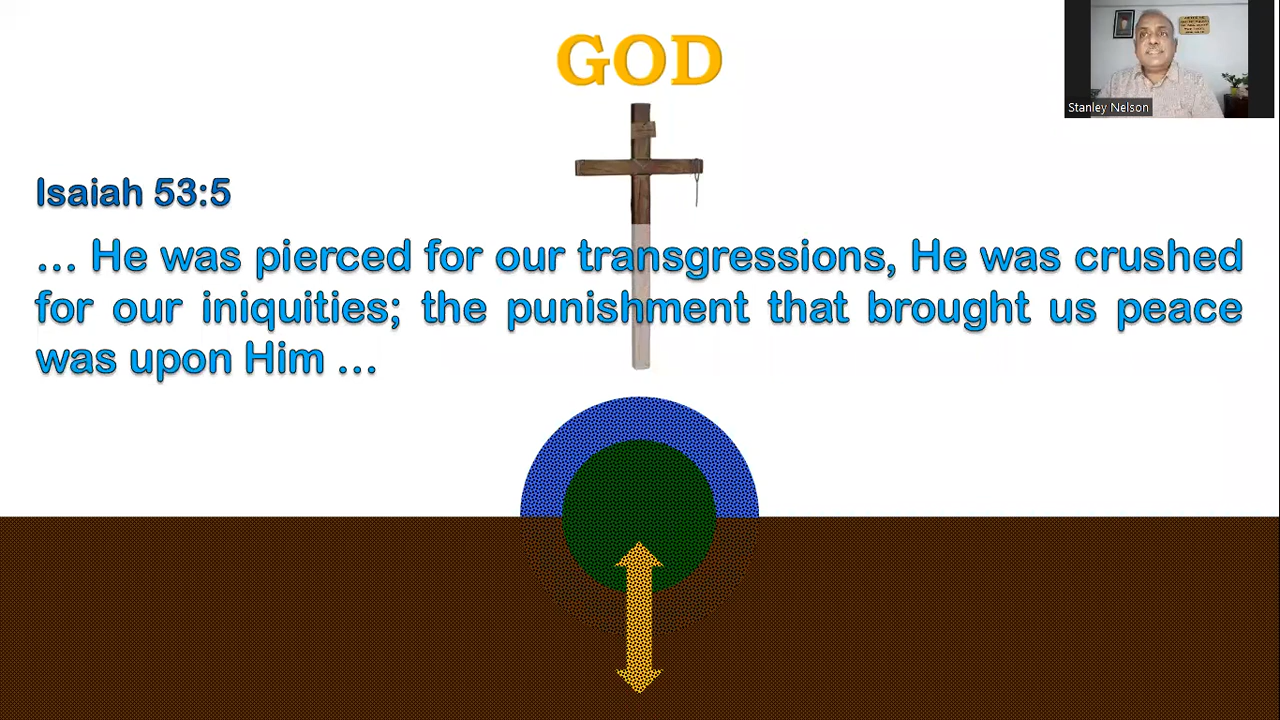 GOD
Stanley Nelson
Isaiah 53:5
... He was pierced for our transgressions, He was crushed
for our iniquities; the punishment that brought us peace
was upon Him ...